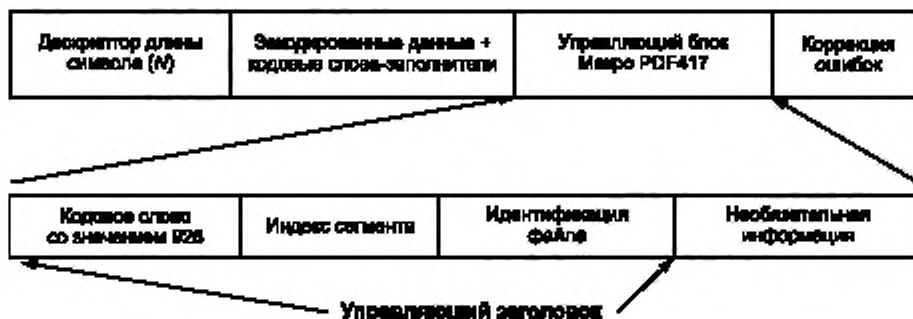 Дескриптор длины
символа (N)
Закодированные данные +
кодовые слова-заполнители
Управляющий блок
Макро PDF417
Коррекция
ошибок
Кодовое слово
со значением 928
Индекс сегмента
Идентификация
файла
Необязательная
информация
Управляющий заголовок